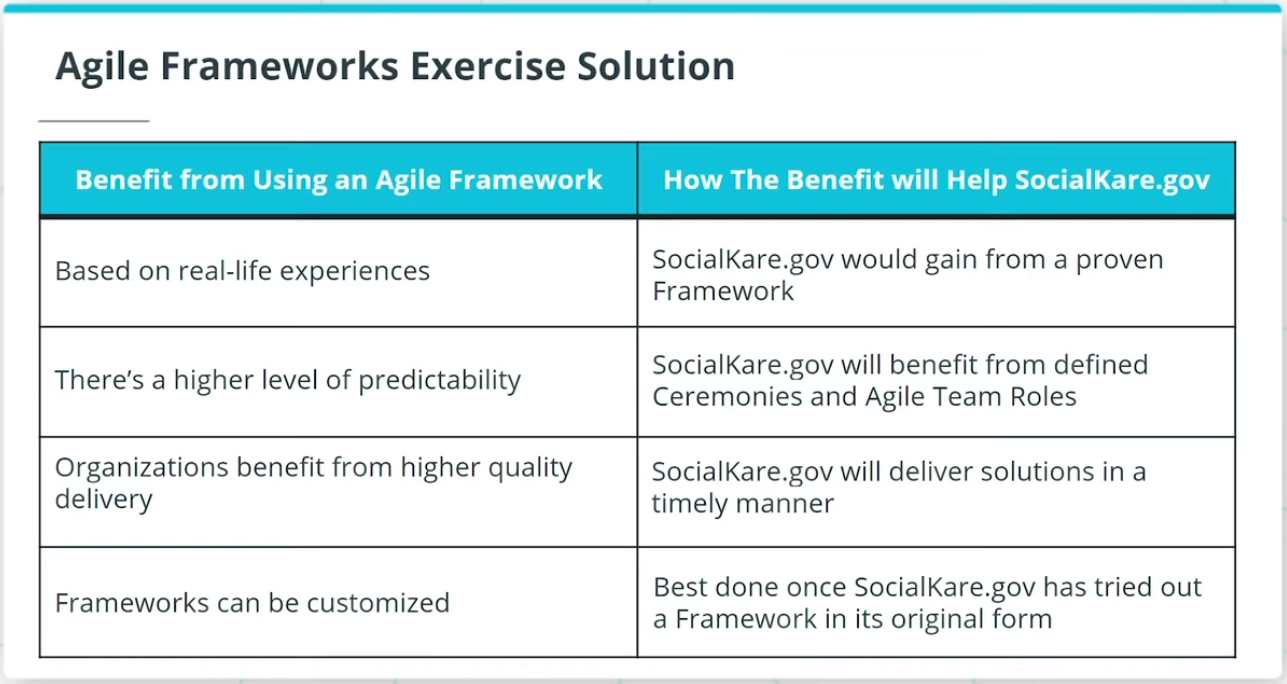 Agile Frameworks Exercise Solution
Benefit from Using an Agile Framework
How The Benefit will Help SocialKare.gov
Based on real-life experiences
SocialKare.gov would gain from a proven
Framework
There’s a higher level of predictability
SocialKare.gov will benefit from defined
Ceremonies and Agile Team Roles
Organizations benefit from higher quality
delivery
SocialKare.gov will deliver solutions in a
timely manner
Frameworks can be customized
Best done once SocialKare.gov has tried out
a Framework in its original form